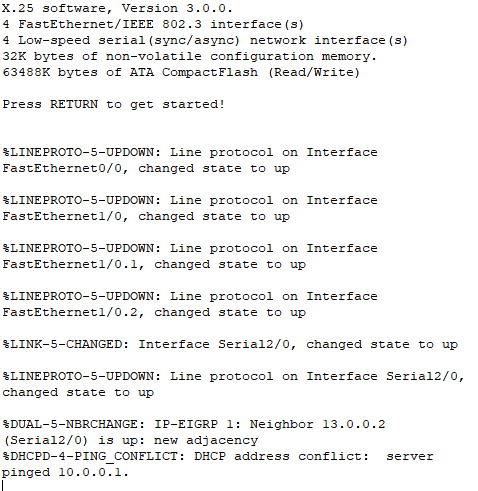 X.25 software, Version 3.0.0.
4 FastEthernet/IEEE 802.3 interface(s)
4 Low-speed serial(sync/async) network interface(s)
32K bytes of non-volatile configuration memory.
63488K bytes of ATA CompactFlash (Read/Write)
Press RETURN to get started!
%LINEPROTO-5-UPDOWN: Line protocol on Interface
FastEthernet0/0, changed state to up
%LINEPROTO-5-UPDOWN: Line protocol on Interface
FastEthernet1/0, changed state to up
%LINEPROTO-5-UPDOWN: Line protocol on Interface
FastEthernet1/0.1, changed state to up
%LINEPROTO-5-UPDOWN: Line protocol on Interface
FastEthernet1/0.2, changed state to up
%LINK-5-CHANGED: Interface Serial2/0, changed state to up
%LINEPROTO-5-UPDOWN: Line protocol on Interface Serial2/0,
changed state to up
%DUAL-5-NBRCHANGE: IP-EIGRP 1: Neighbor 13.0.0.2
(Serial2/0) is up: new adjacency
%DHCPD-4-PING_CONFLICT: DHCP address conflict:  server
pinged 10.0.0.1.